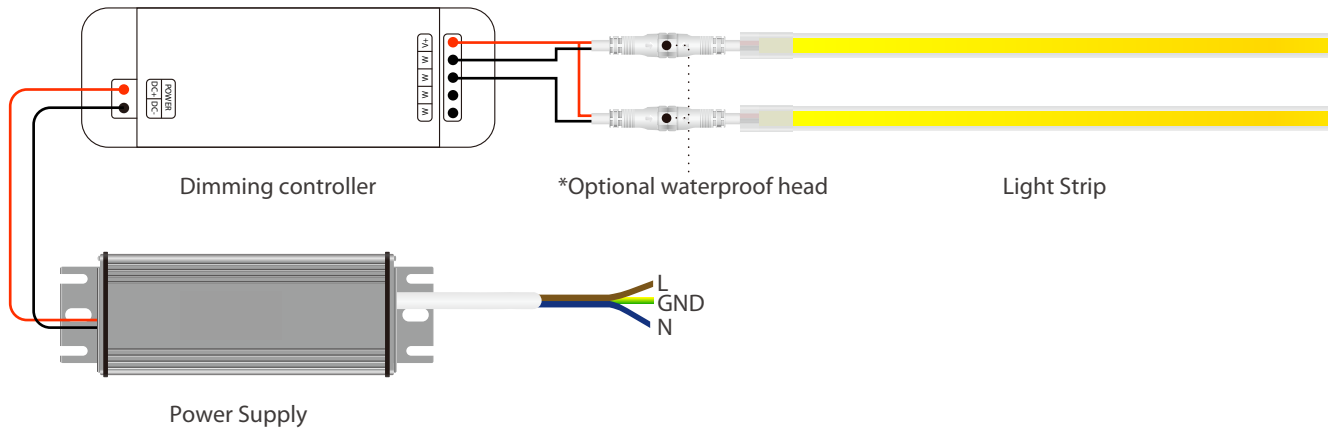 POWER
DC+ DC-
V+
W
W
W
W
Dimming controller
*Optional waterproof head
Light Strip
L
GND
N
Power Supply